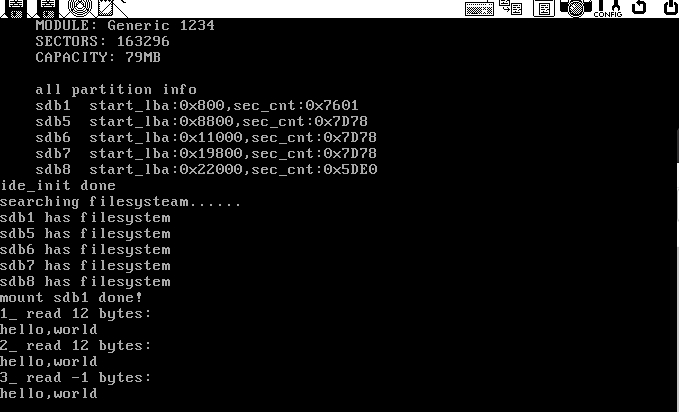 CONFIG
MODULE: Generic 1234
SECTORS: 163296
CAPACITY: 79MB
all partition info
sdb1 start_lba:0x800,sec_cnt:0x7601
sdb5 start_lba:0x8800,sec_cnt:0x7D78
sdb6 start_lba:0x11000,sec_cnt:0x7D78
sdb7 start_lba:0x19800,sec_cnt:0x7D78
sdb8 start_lba:0x22000,sec_cnt:0x5DE0
ide_init done
searching filesysteam......
sdb1 has filesystem
sdb5 has filesystem
sdb6 has filesystem
sdb7 has filesystem
sdb8 has filesystem
mount sdb1 done!
1_ read 12 bytes:
hello,world
2_ read 12 bytes:
hello,world
3_ read -1 bytes:
hello,world